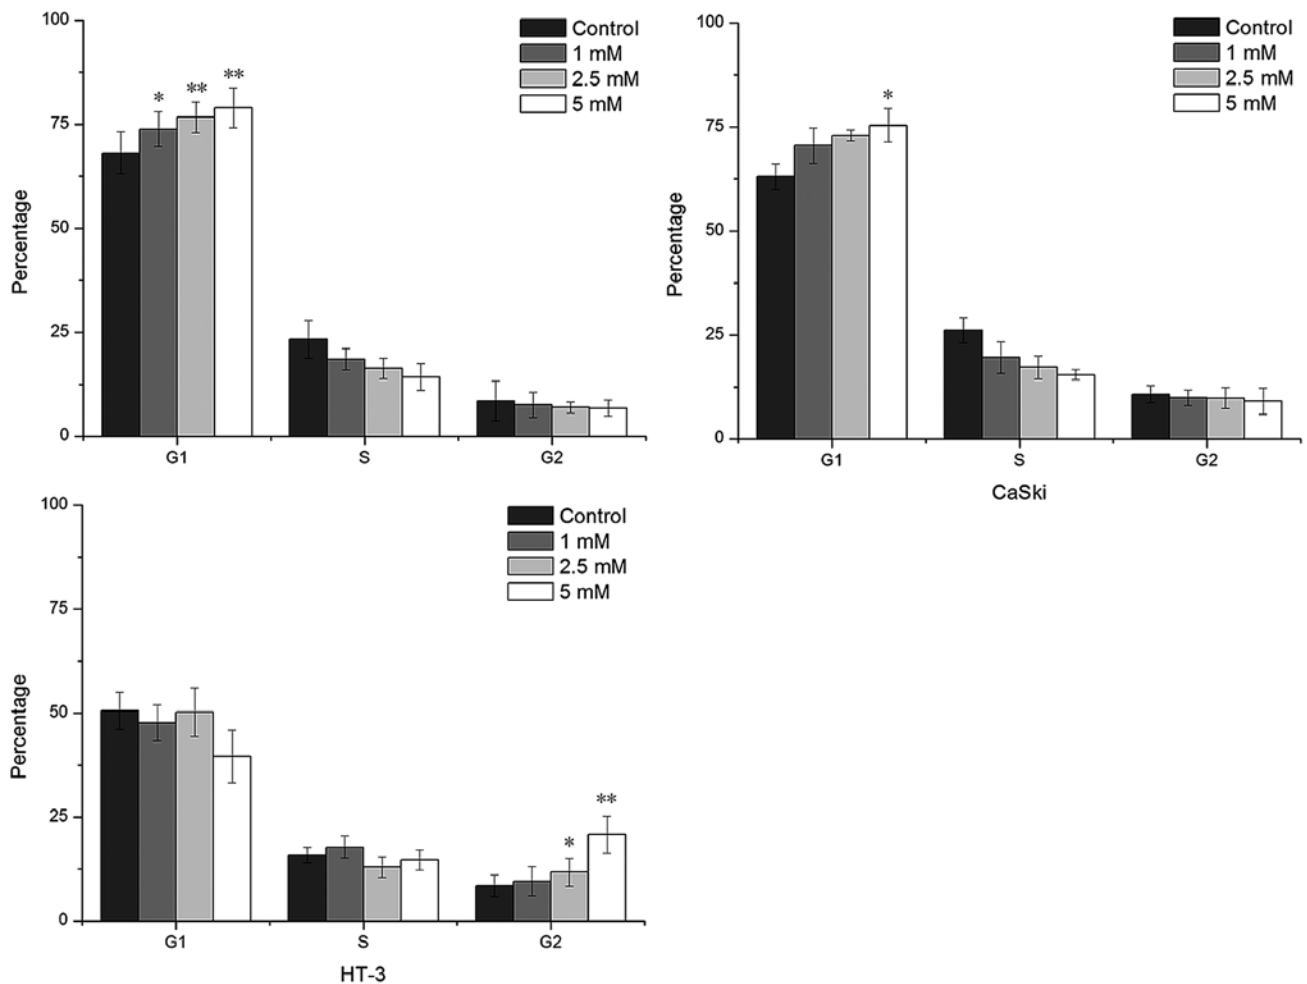 100
75
50
25
0
Percentage
Control
1 mM
2.5 mM
5 mM
*
**
**
G1
S
G2
100
75
50
25
0
Percentage
Control
1 mM
2.5 mM
5 mM
*
G1
S
G2
CaSki
100
75
50
25
0
Percentage
Control
1 mM
2.5 mM
5 mM
*
**
G1
S
G2
HT-3